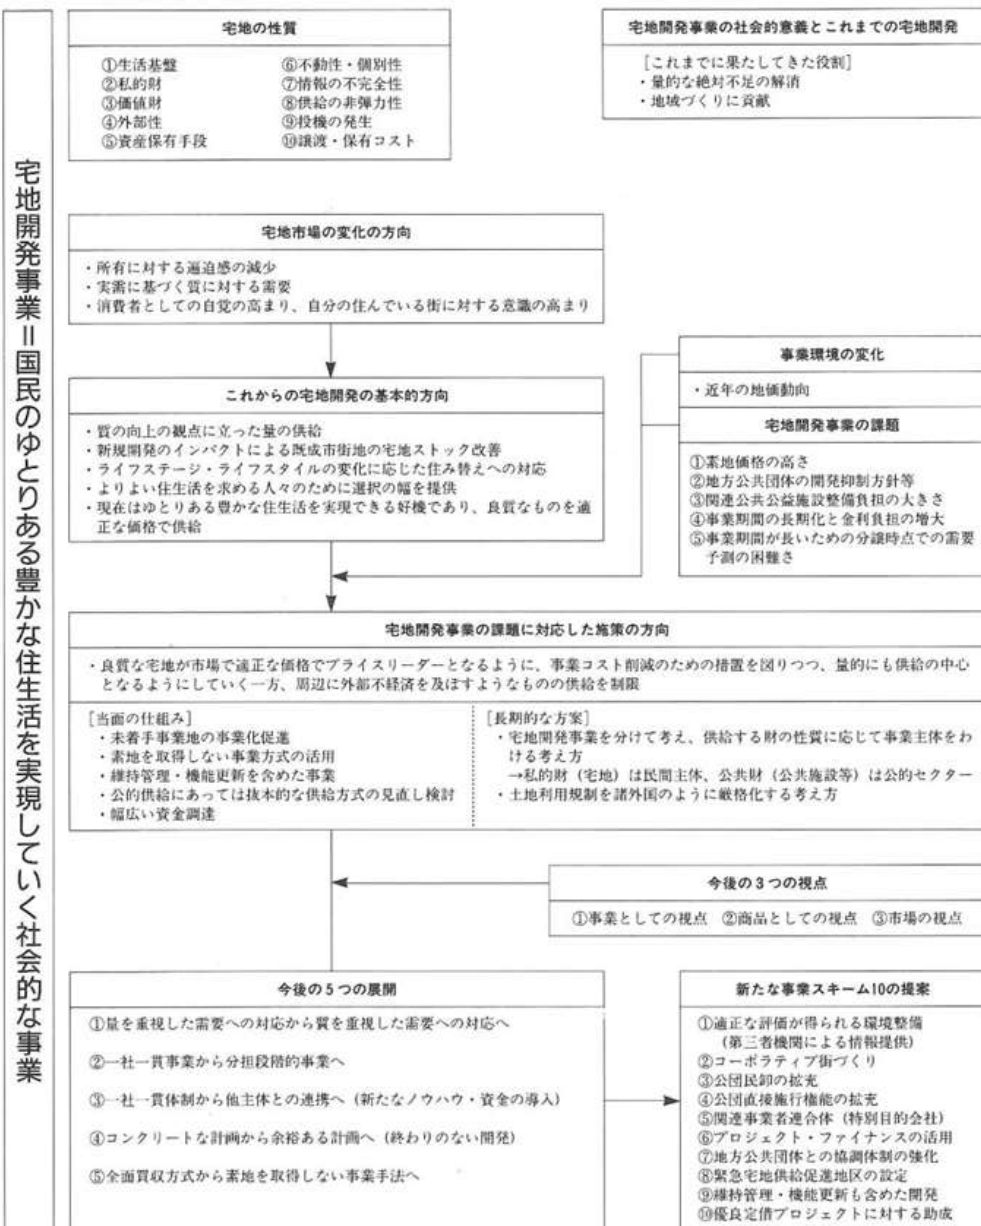 宅地開発事業＝国民のゆとりある豊かな住生活を実現していく社会的な事業
宅地の性質
①生活基盤
②私的財
③価値財
④外部性
⑤資産保有手段
⑥不動性・個別性
⑦情報の不完全性
⑧供給の非弾力性
⑨投機の発生
⑩譲渡・保有コスト
宅地開発事業の社会的意義とこれまでの宅地開発
［これまでに果たしてきた役割］
・量的な絶対不足の解消
・地域づくりに貢献
宅地市場の変化の方向
・所有に対する逼迫感の減少
・実需に基づく質に対する需要
・消費者としての自覚の高まり、自分の住んでいる街に対する意識の高まり
事業環境の変化
・近年の地価動向
宅地開発事業の課題
①素地価格の高さ
②地方公共団体の開発抑制方針等
③関連公共公益施設整備負担の大きさ
④事業期間の長期化と金利負担の増大
⑤事業期間が長いための分譲時点での需要
予測の困難さ
これからの宅地開発の基本的方向
・質の向上の観点に立った量の供給
・新規開発のインパクトによる既成市街地の宅地ストック改善
・ライフステージ・ライフスタイルの変化に応じた住み替えへの対応
・よりよい住生活を求める人々のために選択の幅を提供
・現在はゆとりある豊かな住生活を実現できる好機であり、良質なものを適
正な価格で供給
宅地開発事業の課題に対応した施策の方向
・良質な宅地が市場で適正な価格でプライスリーダーとなるように、事業コスト削減のための措置を図りつつ、量的にも供給の中心
となるようにしていく一方、周辺に外部不経済を及ぼすようなものの供給を制限
［当面の仕組み］
・未着手事業地の事業化促進
・素地を取得しない事業方式の活用
・維持管理・機能更新を含めた事業
・公的供給にあっては抜本的な供給方式の見直し検討
・幅広い資金調達
［長期的な方案］
・宅地開発事業を分けて考え、供給する財の性質に応じて事業主体をわ
ける考え方
→私的財（宅地）は民間主体、公共財（公共施設等）は公的セクター
・土地利用規制を諸外国のように厳格化する考え方
今後の３つの視点
①事業としての視点 ②商品としての視点 ③市場の視点
今後の５つの展開
①量を重視した需要への対応から質を重視した需要への対応へ
②一社一貫事業から分担段階的事業へ
③一社一貫体制から他主体との連携へ（新たなノウハウ・資金の導入）
④コンクリートな計画から余裕ある計画へ（終わりのない開発）
⑤全面買収方式から素地を取得しない事業手法へ
新たな事業スキーム10の提案
①適正な評価が得られる環境整備
（第三者機関による情報提供）
②コーポラティブ街づくり
③公団民卸の拡充
④公団直接施行権能の拡充
⑤関連事業者連合体（特別目的会社）
⑥プロジェクト・ファイナンスの活用
⑦地方公共団体との協調体制の強化
⑧緊急宅地供給促進地区の設定
⑨維持管理・機能更新も含めた開発
⑩優良定借プロジェクトに対する助成